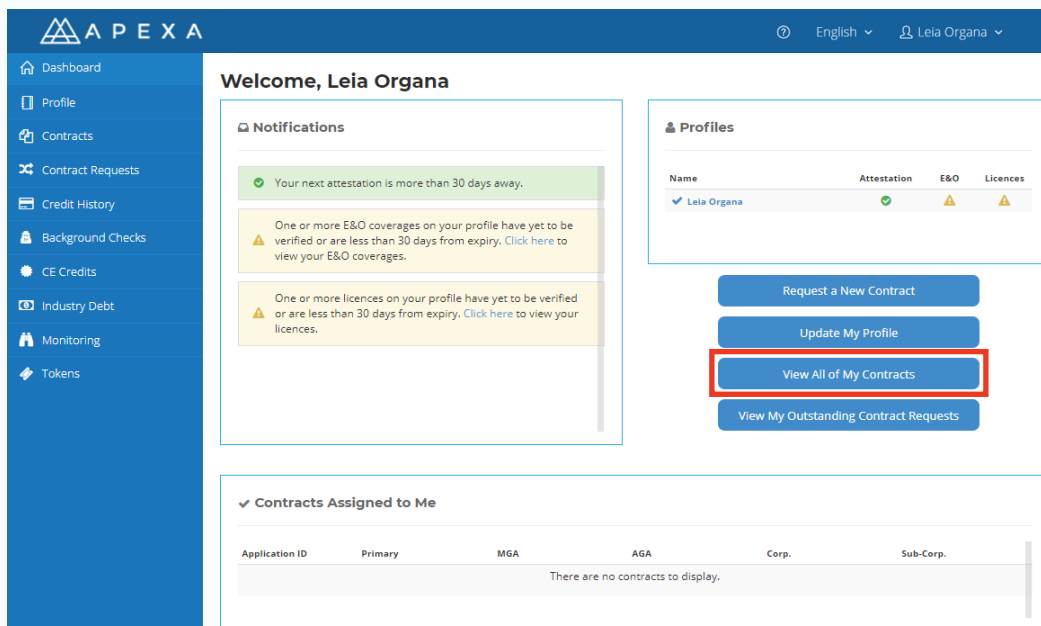 APEXA
English
Leia Organa
Dashboard
Profile
Contracts
Contract Requests
Credit History
Background Checks
CE Credits
Industry Debt
Monitoring
Tokens
Welcome, Leia Organa
Notifications
Your next attestation is more than 30 days away.
One or more E&O coverages on your profile have yet to be
verified or are less than 30 days from expiry. Click here to
view your E&O coverages.
One or more licences on your profile have yet to be verified
or are less than 30 days from expiry. Click here to view your
licences.
Profiles
Name Attestation E&O Licences
Leia Organa
Request a New Contract
Update My Profile
View All of My Contracts
View My Outstanding Contract Requests
Contracts Assigned to Me
Application ID Primary MGA AGA Corp. Sub-Corp.
There are no contracts to display.